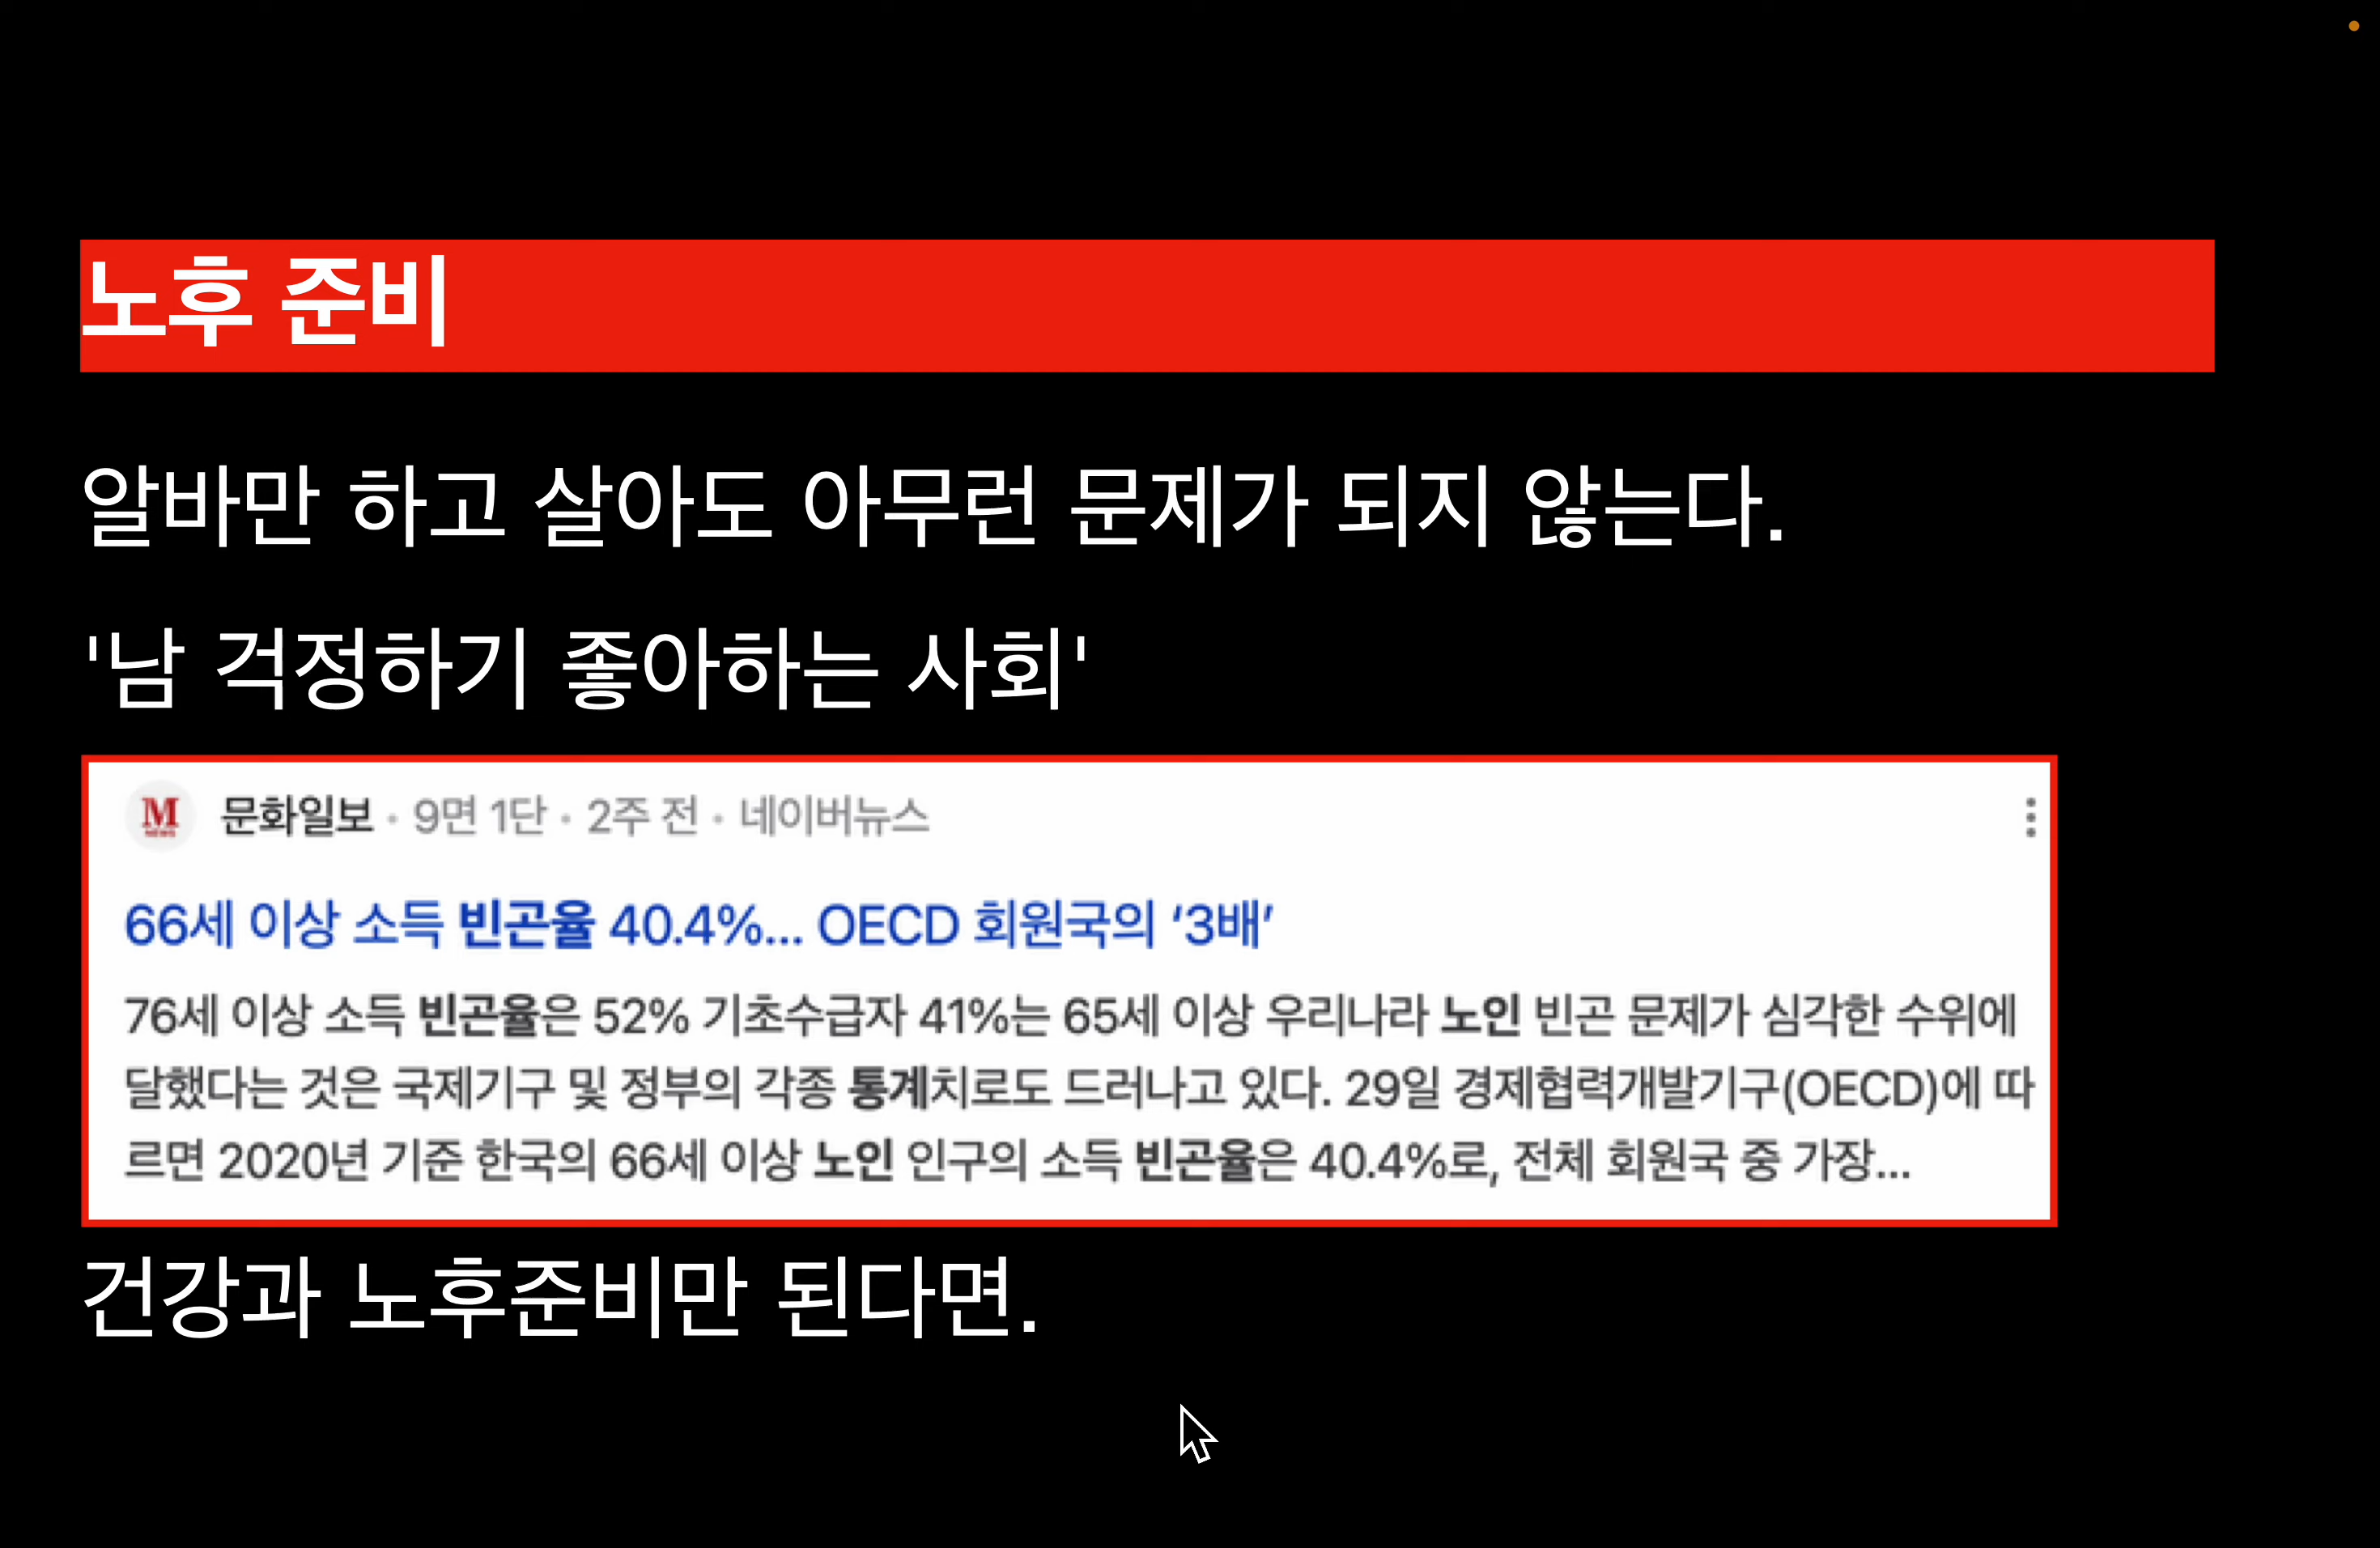 노후 준비
알바만 하고 살아도 아무런 문제가 되지 않는다.
'남 걱정하기 좋아하는 사회'
M NEWS 문화일보 · 9면 1단 · 2주 전 · 네이버뉴스
66세 이상 소득 빈곤율 40.4%... OECD 회원국의 ‘3배’
76세 이상 소득 빈곤율은 52% 기초수급자 41%는 65세 이상 우리나라 노인 빈곤 문제가 심각한 수위에
달했다는 것은 국제기구 및 정부의 각종 통계치로도 드러나고 있다. 29일 경제협력개발기구(OECD)에 따
르면 2020년 기준 한국의 66세 이상 노인 인구의 소득 빈곤율은 40.4%로, 전체 회원국 중 가장...
건강과 노후준비만 된다면.